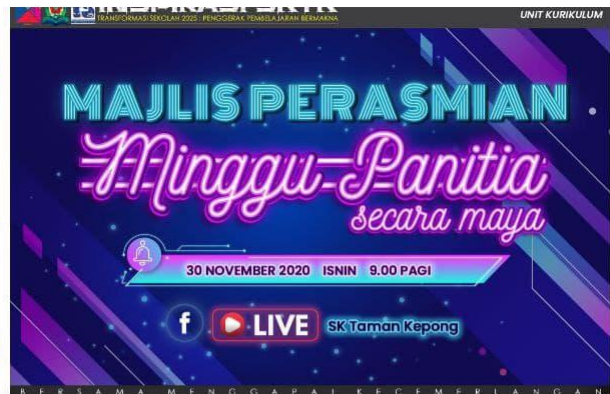 TRANSFORMASI SEKOLAH 2025 : PENGGERAK PEMBELAJARAN BERMAKNA
UNIT KURIKULUM
MAJLIS PERASMIAN
Minggu Panitia
secara maya
30 NOVEMBER 2020 ISNIN 9.00 PAGI
f LIVE SK Taman Kepong
BERSAMA MENGGAPAI KECEMERLANGAN